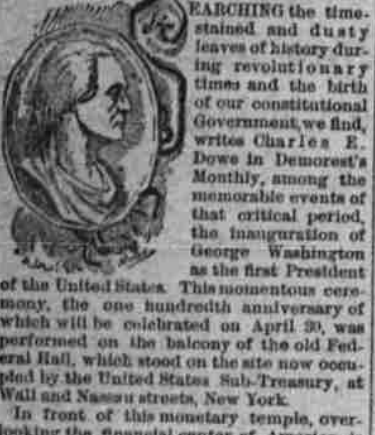 EARCHING the time-
stained and dusty
leaves of history dur-
ing revolutionary
times and the birth
of our constitutional
Government, we find,
writes Charles E.
Dowe in Demorest's
Monthly, among the
memorable events of
that critical period,
the inauguration of
George Washington
as the first President
of the United States. This momentous cere-
mony, the one hundredth anniversary of
which will be celebrated on April 30, was
performed on the balcony of the old Fed-
eral Hall, which stood on the site now occu-
pied by the United States Sub-Treasury, at
Wall and Nassau streets, New York.
In front of this monetary temple, over-
looking the financial center of